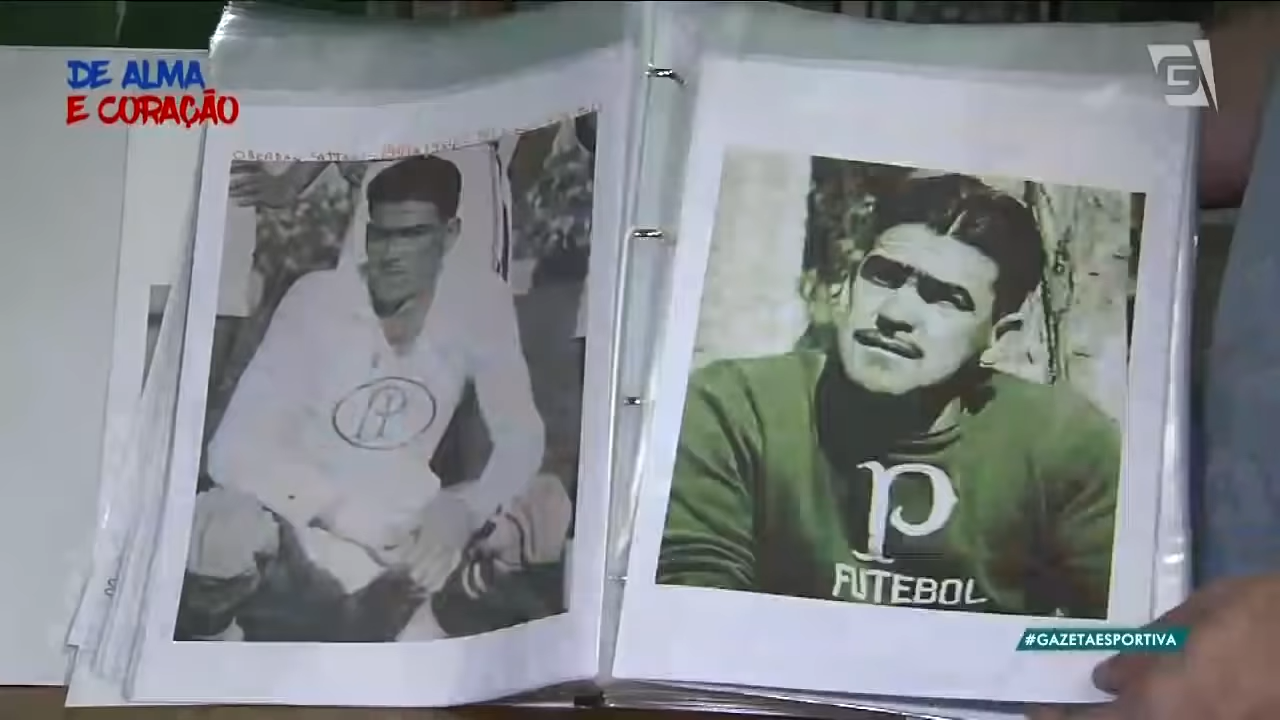 DE ALMA
E CORAÇÃO
G
P
P
FUTEBOL
#GAZETAESPORTIVA